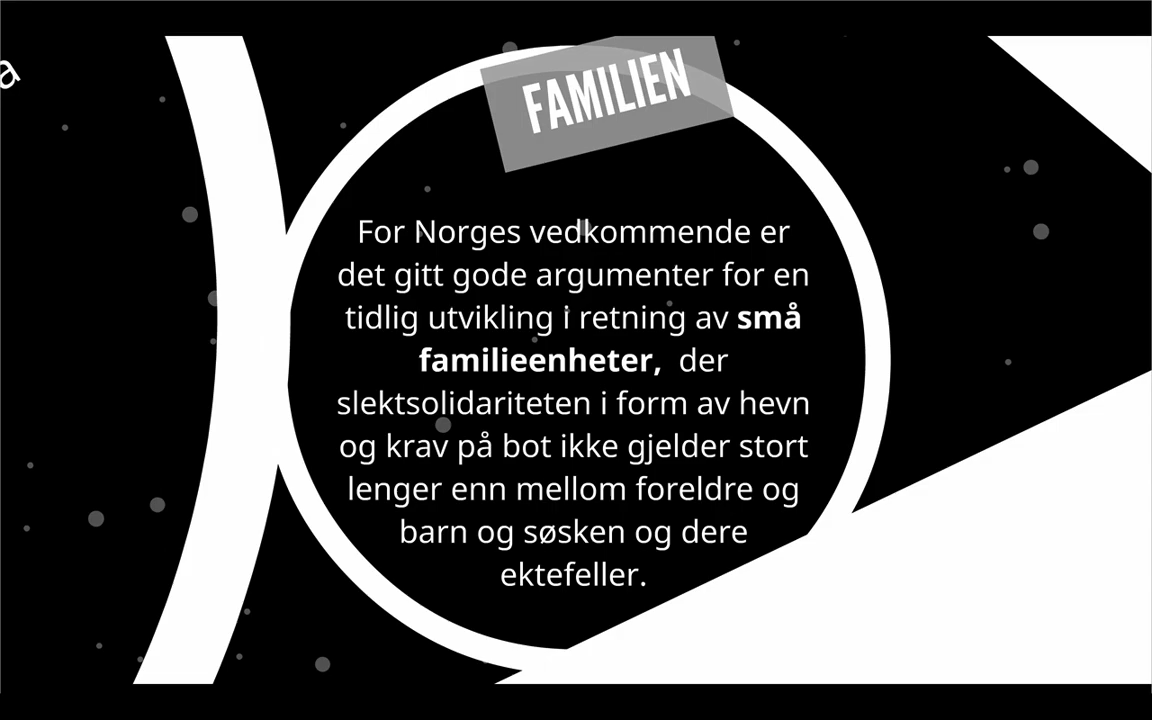 a
FAMILIEN
For Norges vedkommende er
det gitt gode argumenter for en
tidlig utvikling i retning av små
familieenheter, der
slektsolidariteten i form av hevn
og krav på bot ikke gjelder stort
lenger enn mellom foreldre og
barn og søsken og dere
ektefeller.